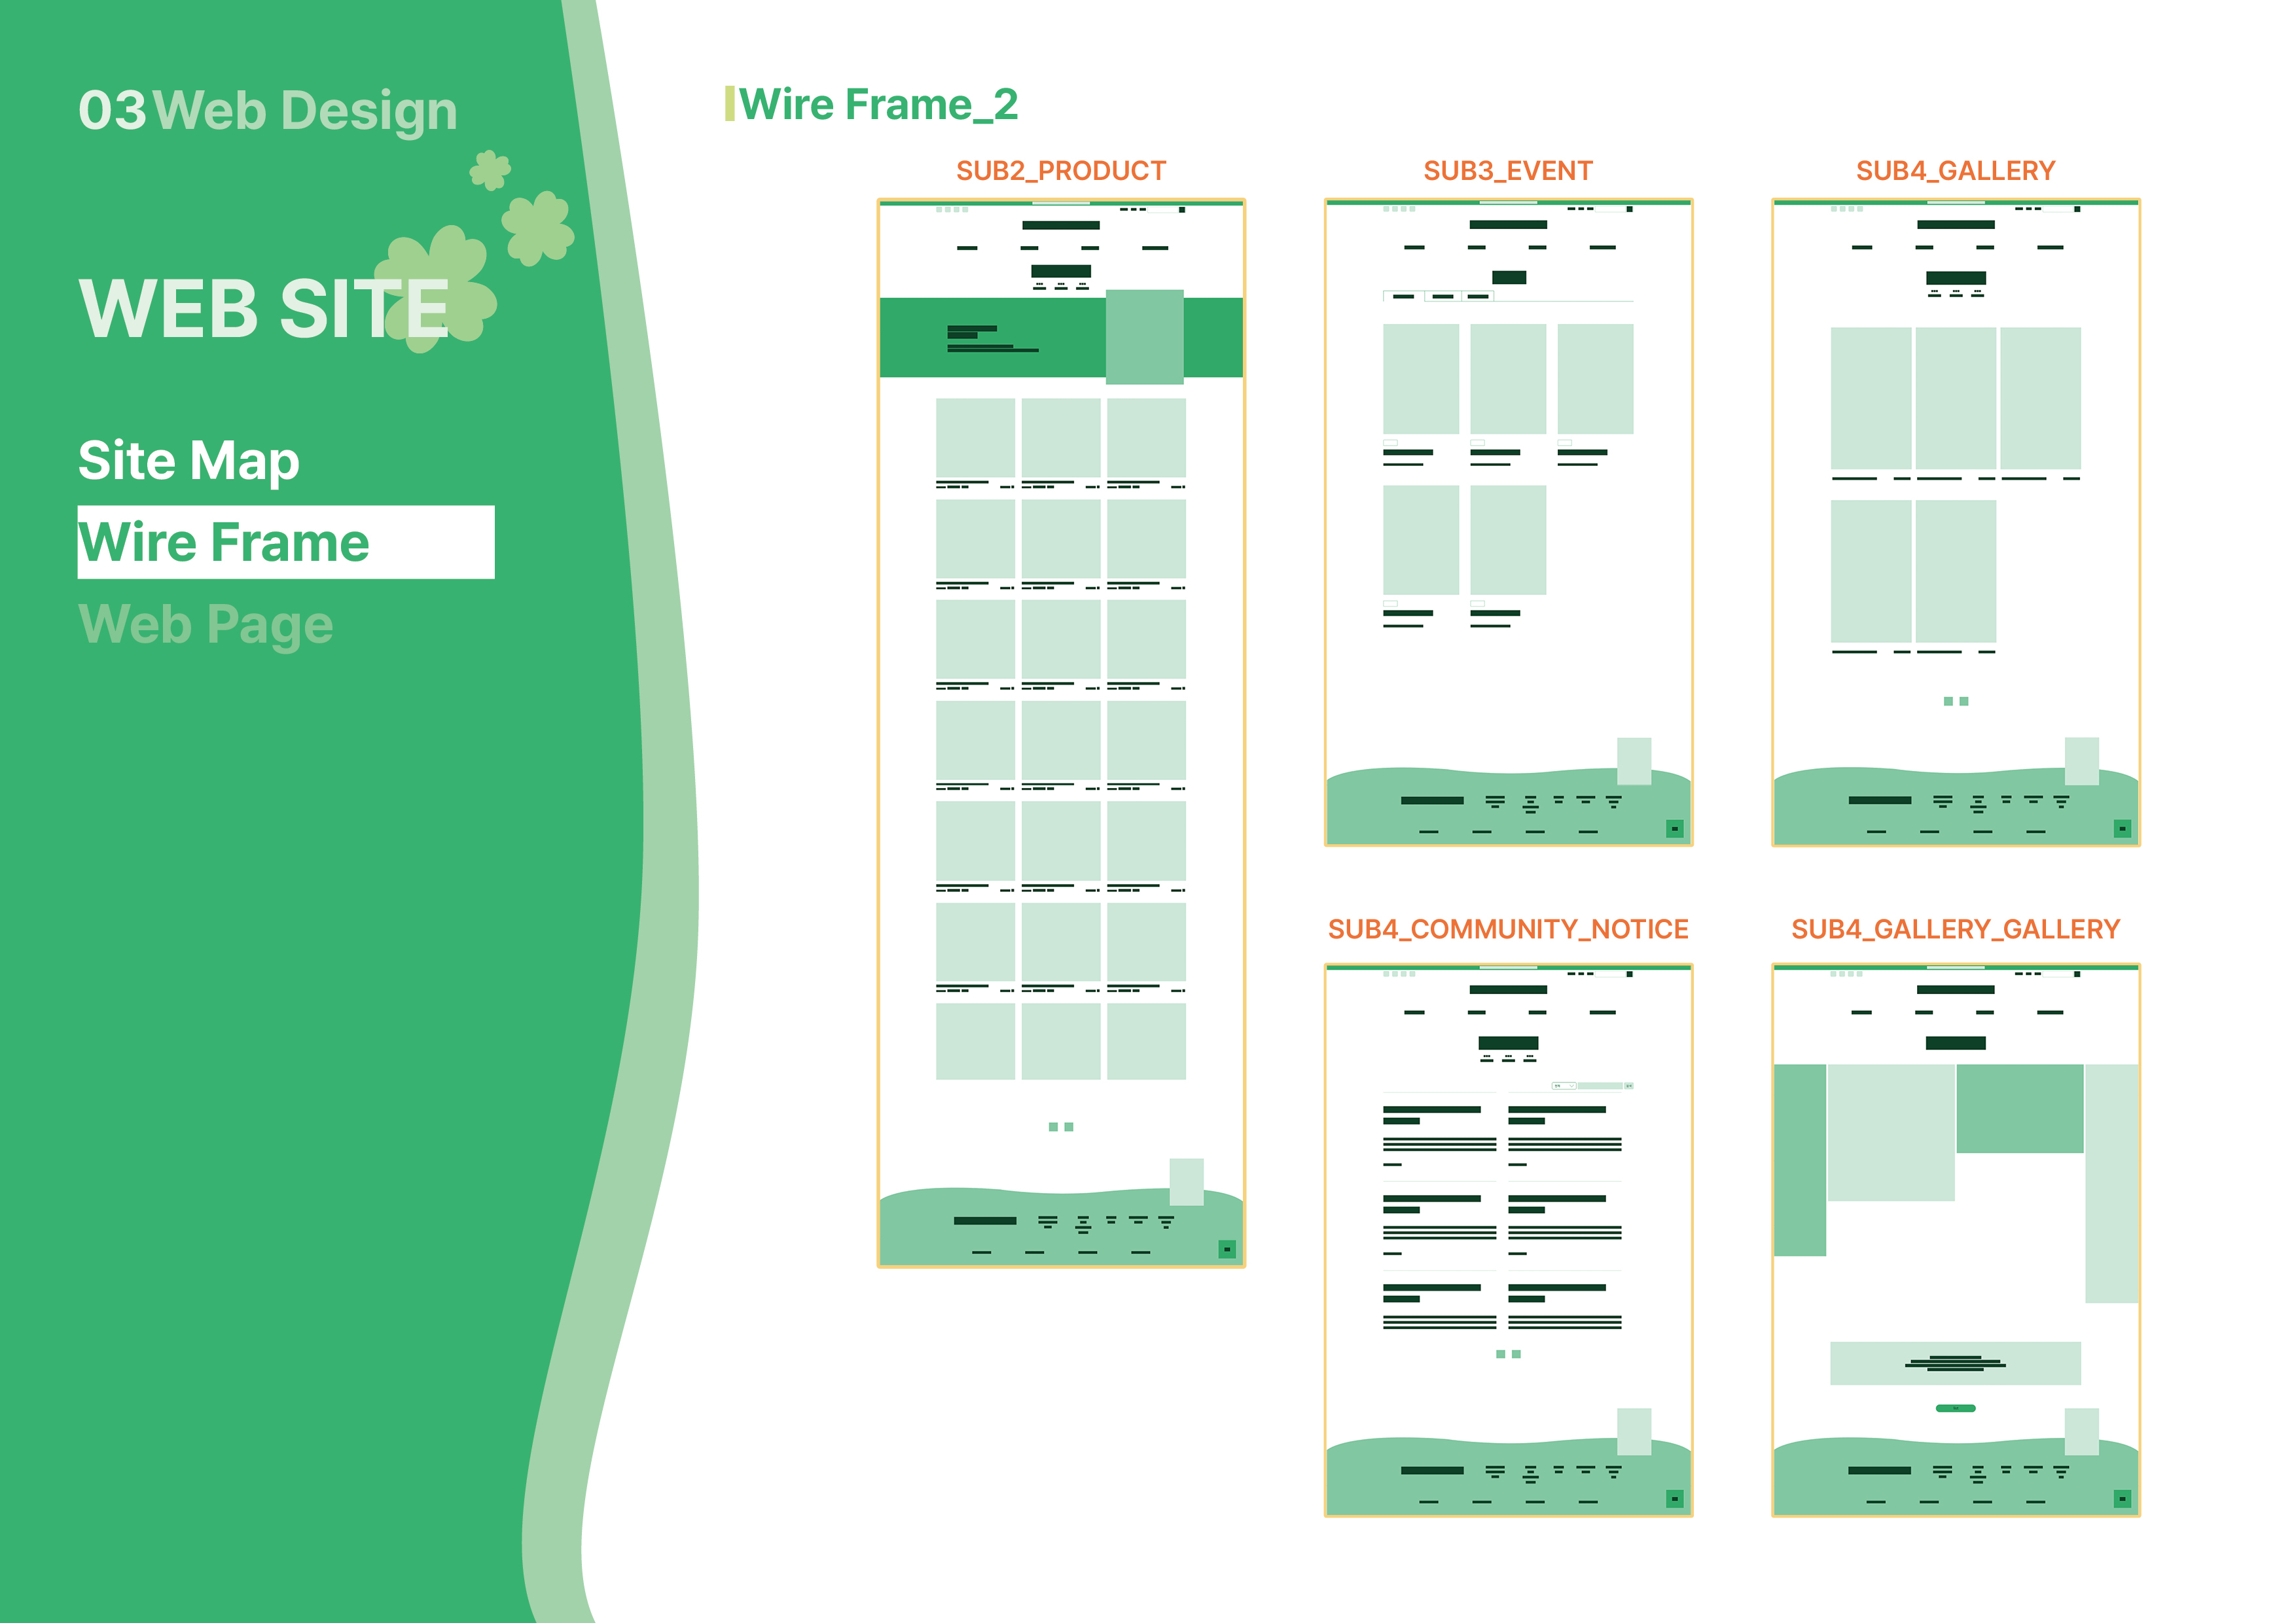 03 Web Design
WEB SITE
Site Map
Wire Frame
Web Page
Wire Frame_2
SUB2_PRODUCT
SUB3_EVENT
SUB4_GALLERY
SUB4_COMMUNITY_NOTICE
SUB4_GALLERY_GALLERY